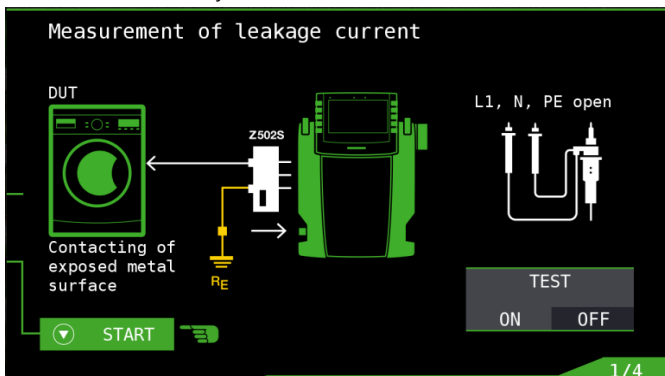 Measurement of leakage current
DUT
L1, N, PE open
Z502S
Contacting of
exposed metal
surface
RE
TEST
ON OFF
START
1/4